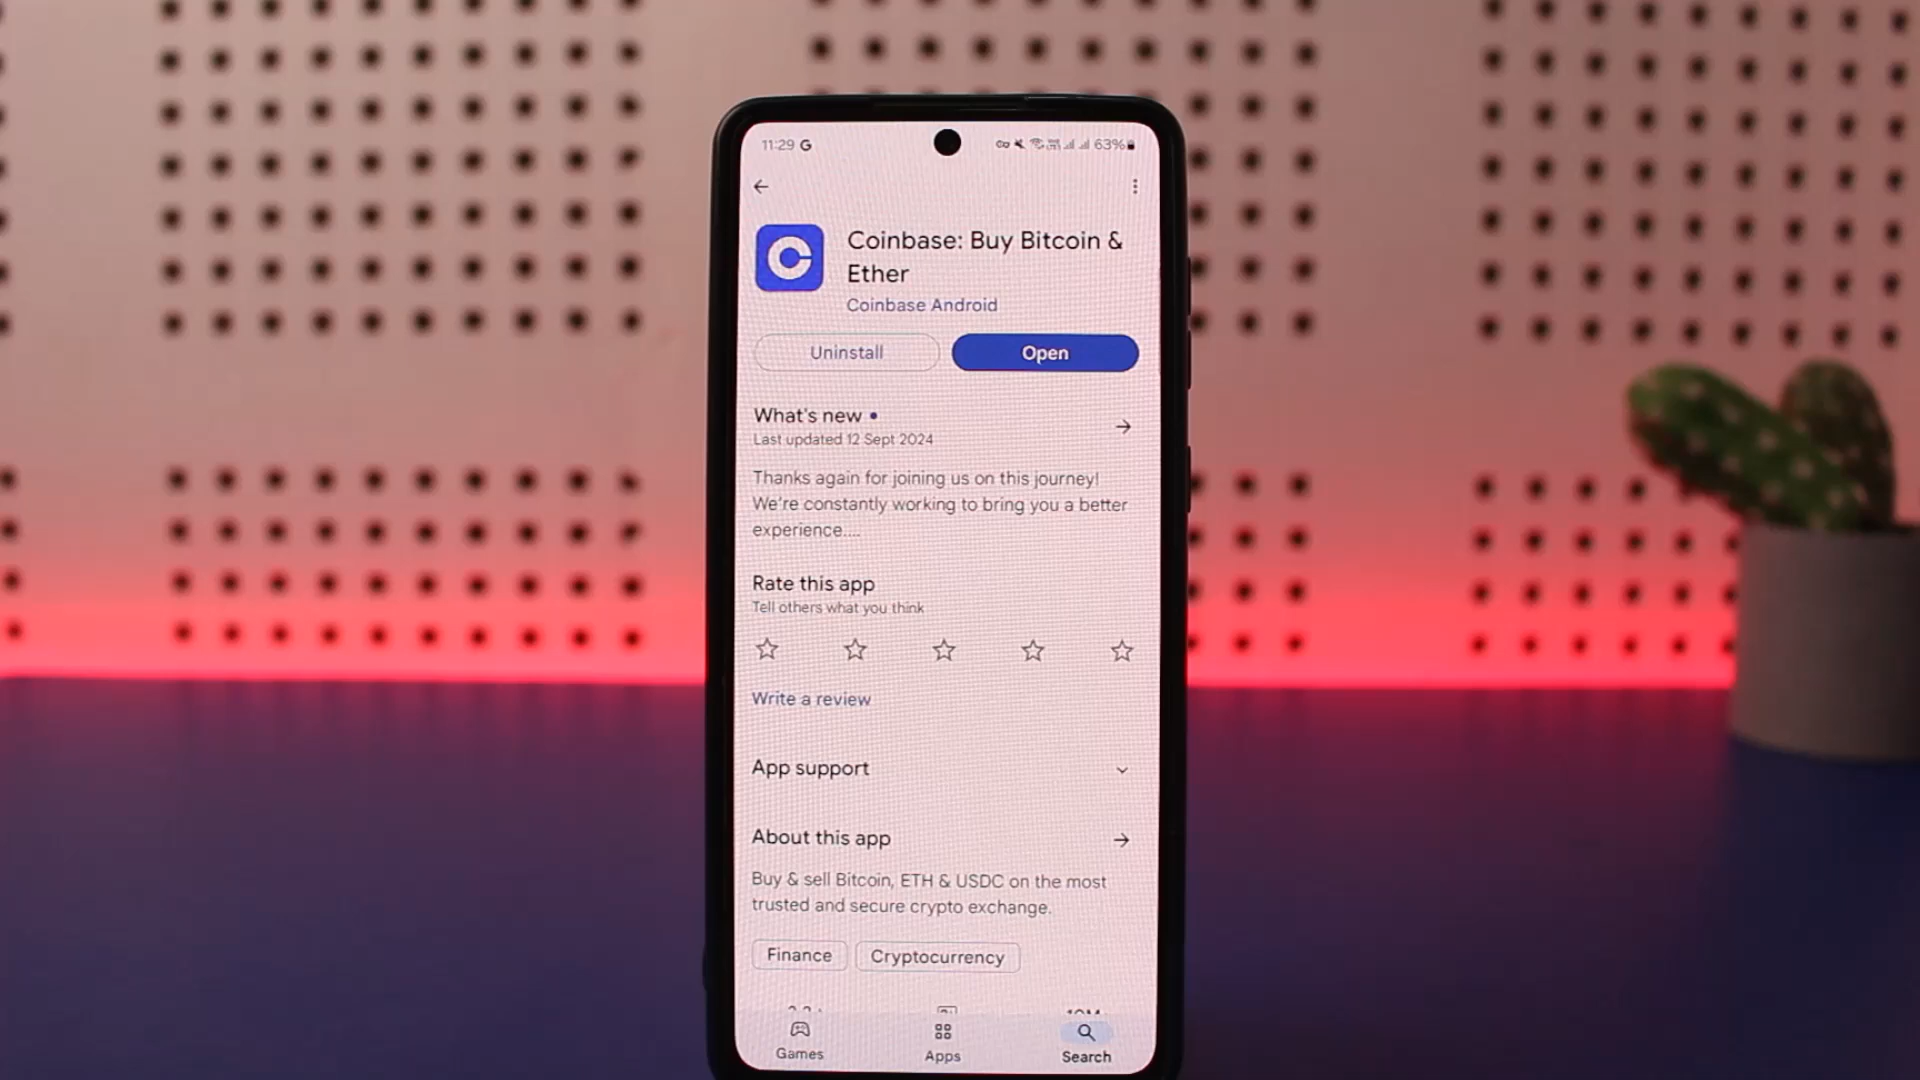 11:29 G
63%
Coinbase: Buy Bitcoin &
Ether
Coinbase Android
Uninstall
Open
What's new •
Last updated 12 Sept 2024
Thanks again for joining us on this journey!
We're constantly working to bring you a better
experience....
Rate this app
Tell others what you think
Write a review
App support
About this app
Buy & sell Bitcoin, ETH & USDC on the most
trusted and secure crypto exchange.
Finance
Cryptocurrency
Games
Apps
Search